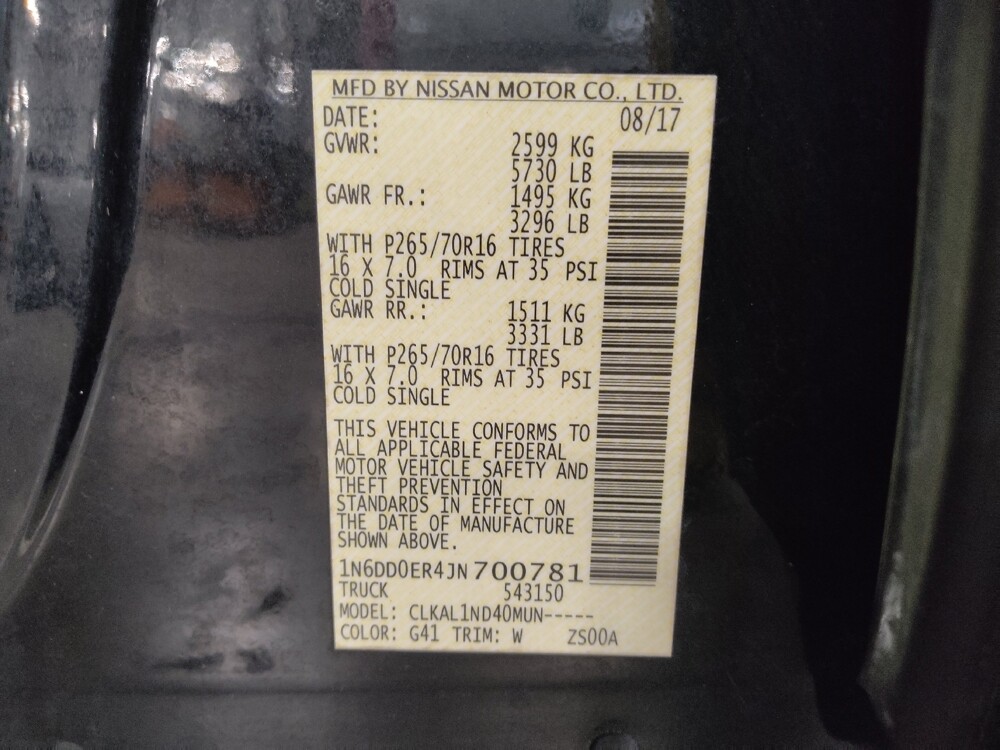 MFD BY NISSAN MOTOR CO., LTD.
DATE: 08/17
GVWR: 2599 KG
5730 LB
GAWR FR.: 1495 KG
3296 LB
WITH P265/70R16 TIRES
16 X 7.0 RIMS AT 35 PSI
COLD SINGLE
GAWR RR.: 1511 KG
3331 LB
WITH P265/70R16 TIRES
16 X 7.0 RIMS AT 35 PSI
COLD SINGLE
THIS VEHICLE CONFORMS TO
ALL APPLICABLE FEDERAL
MOTOR VEHICLE SAFETY AND
THEFT PREVENTION
STANDARDS IN EFFECT ON
THE DATE OF MANUFACTURE
SHOWN ABOVE.
1N6DD0ER4JN700781
TRUCK 543150
MODEL: CLKAL1ND40MUN-----
COLOR: G41 TRIM: W ZS00A